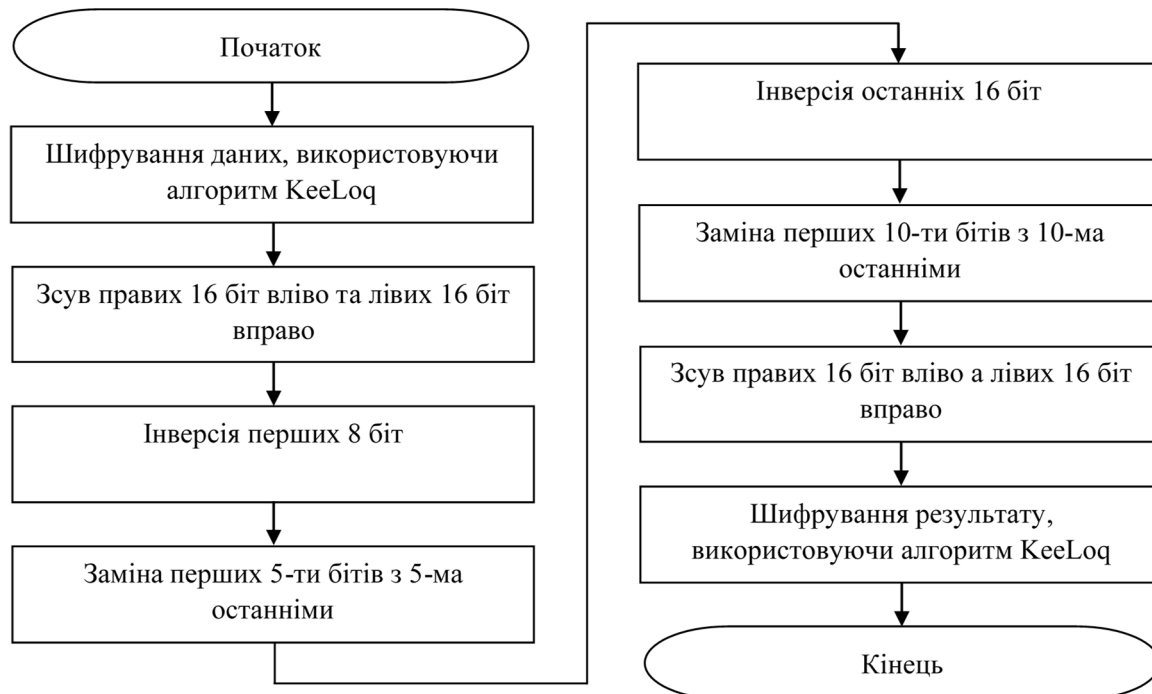 Початок
Шифрування даних, використовуючи
алгоритм KeeLoq
Зсув правих 16 біт вліво та лівих 16 біт
вправо
Інверсія перших 8 біт
Заміна перших 5-ти бітів з 5-ма
останніми
Інверсія останніх 16 біт
Заміна перших 10-ти бітів з 10-ма
останніми
Зсув правих 16 біт вліво а лівих 16 біт
вправо
Шифрування результату,
використовуючи алгоритм KeeLoq
Кінець